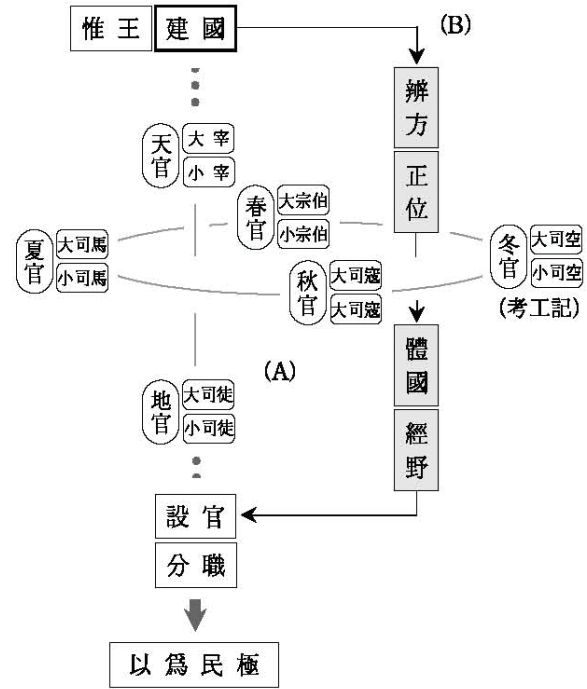 惟王 建國
(B)
辨方
正位
天官
大宰
小宰
春官
大宗伯
小宗伯
夏官
大司馬
小司馬
秋官
大司寇
大司寇
冬官
大司空
小司空
(考工記)
體國
經野
(A)
地官
大司徒
小司徒
設官
分職
以爲民極